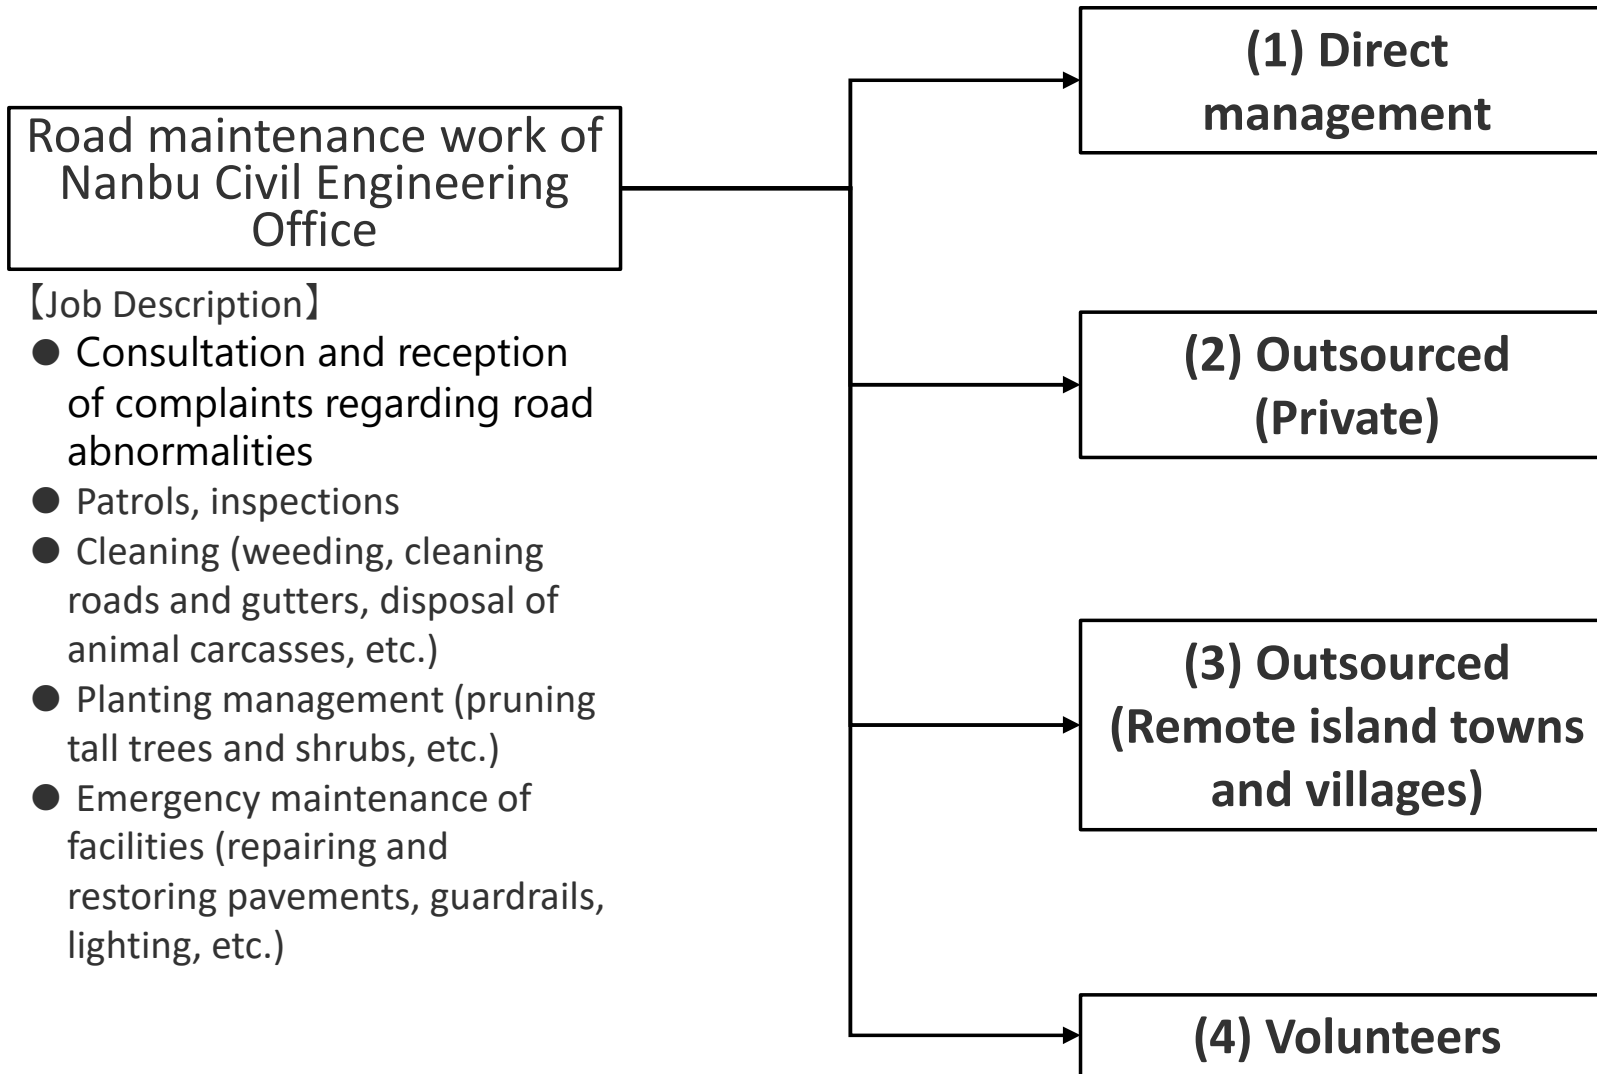 Road maintenance work of
Nanbu Civil Engineering
Office
【Job Description】
● Consultation and reception
of complaints regarding road
abnormalities
● Patrols, inspections
● Cleaning (weeding, cleaning
roads and gutters, disposal of
animal carcasses, etc.)
● Planting management (pruning
tall trees and shrubs, etc.)
● Emergency maintenance of
facilities (repairing and
restoring pavements, guardrails,
lighting, etc.)
(1) Direct
management
(2) Outsourced
(Private)
(3) Outsourced
(Remote island towns
and villages)
(4) Volunteers